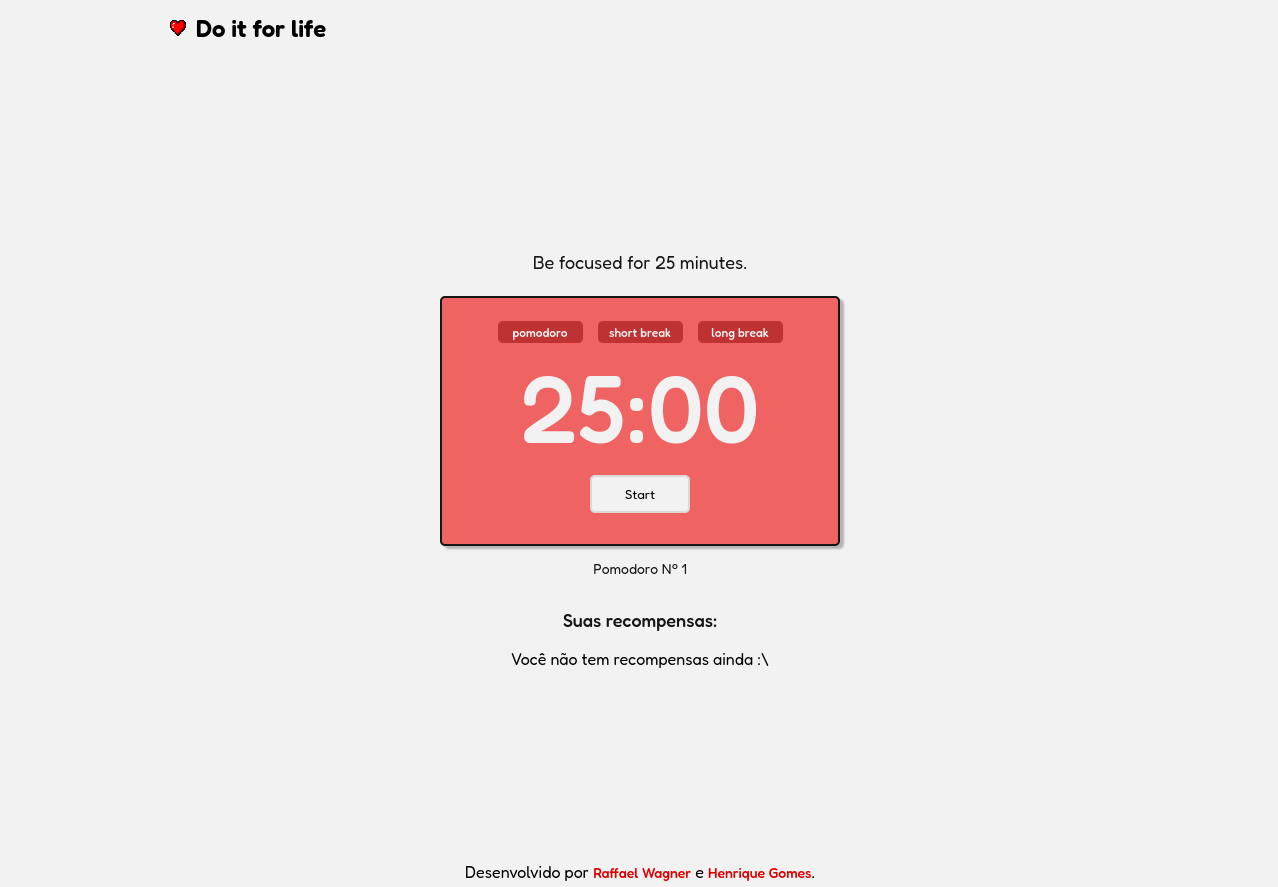 Do it for life
Be focused for 25 minutes.
pomodoro short break long break
25:00
Start
Pomodoro Nº 1
Suas recompensas:
Você não tem recompensas ainda :\
Desenvolvido por Raffael Wagner e Henrique Gomes.